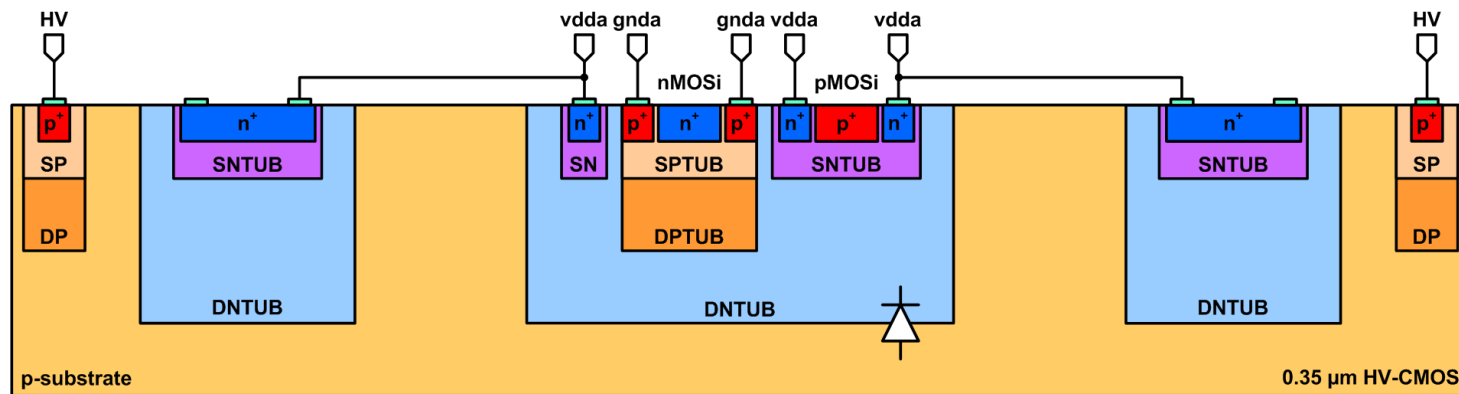 HV vdda gnda gnda vdda vdda HV
nMOSi pMOSi
p+ n+ n+ p+ n+ p+ n+ p+ n+ n+ p+
SP SNTUB SN SPTUB SNTUB SNTUB SP
DP DPTUB DP
DNTUB DNTUB DNTUB
p-substrate 0.35 µm HV-CMOS